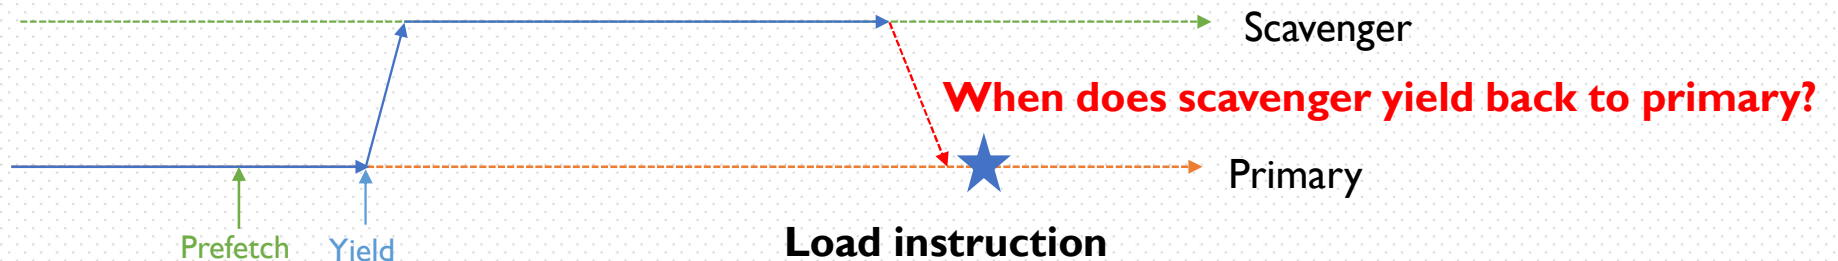 Scavenger
When does scavenger yield back to primary?
Primary
Prefetch
Yield
Load instruction